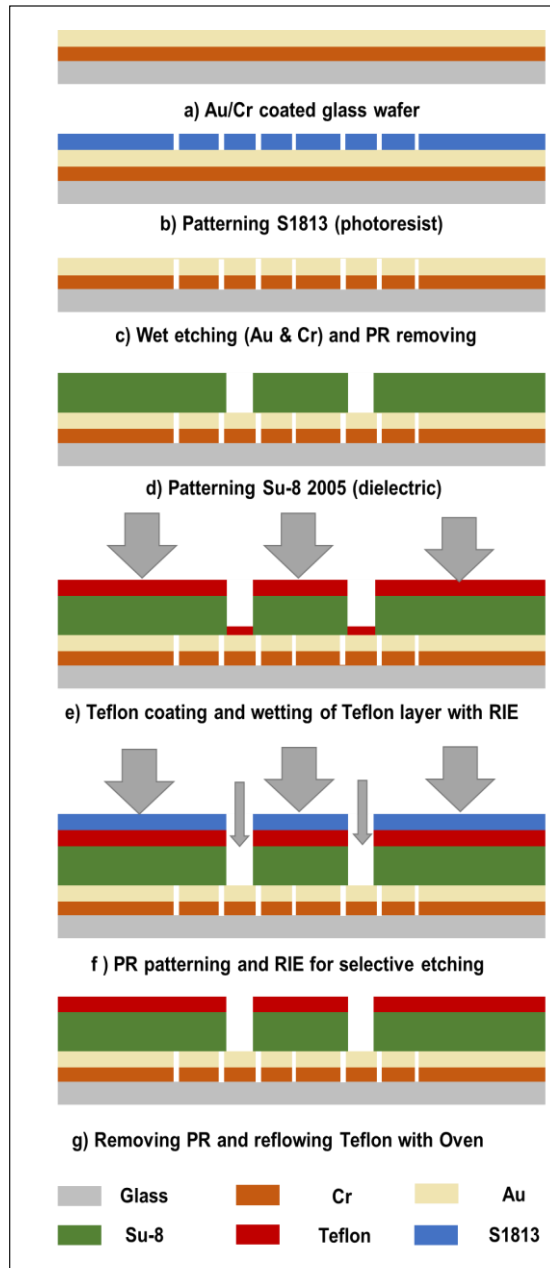 a) Au/Cr coated glass wafer
b) Patterning S1813 (photoresist)
c) Wet etching (Au & Cr) and PR removing
d) Patterning Su-8 2005 (dielectric)
e) Teflon coating and wetting of Teflon layer with RIE
f ) PR patterning and RIE for selective etching
g) Removing PR and reflowing Teflon with Oven
Glass Cr Au
Su-8 Teflon S1813